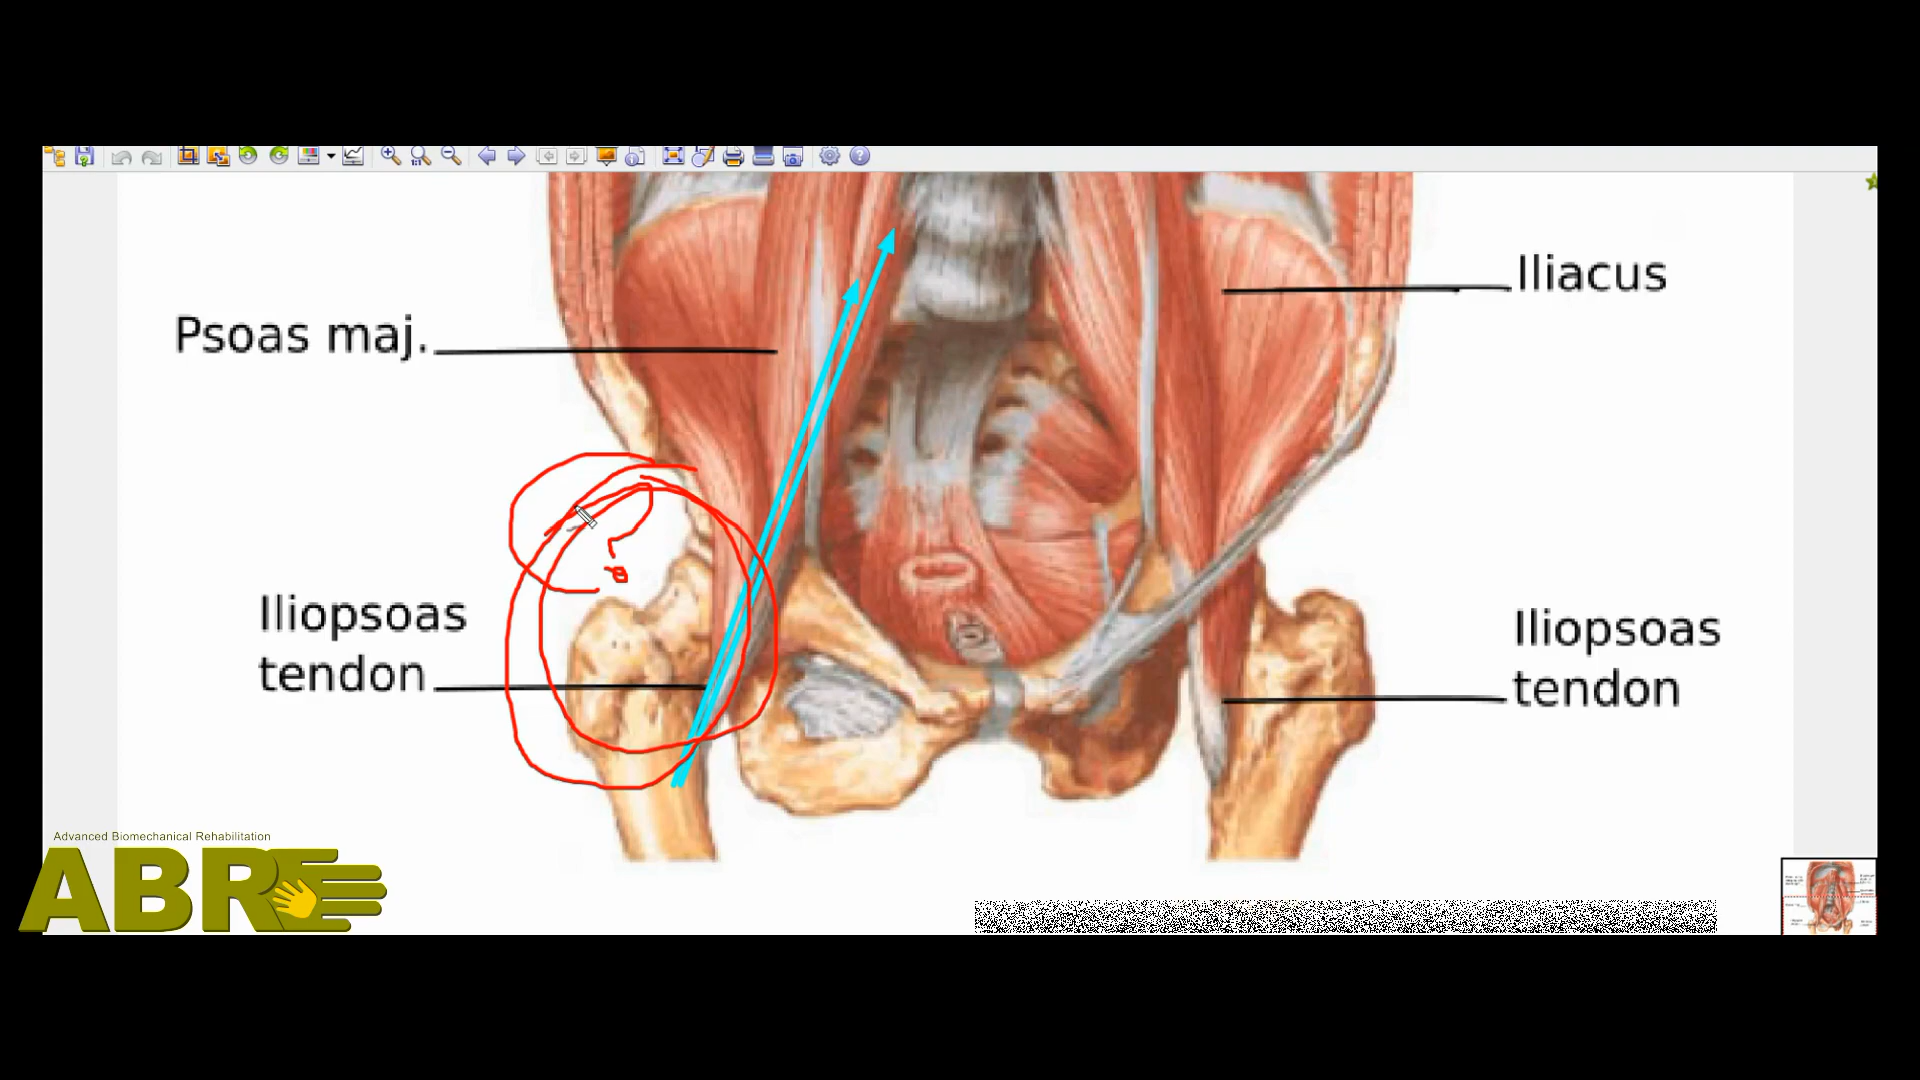 Iliacus
Psoas maj.
Iliopsoas
tendon
Iliopsoas
tendon
Advanced Biomechanical Rehabilitation
ABR